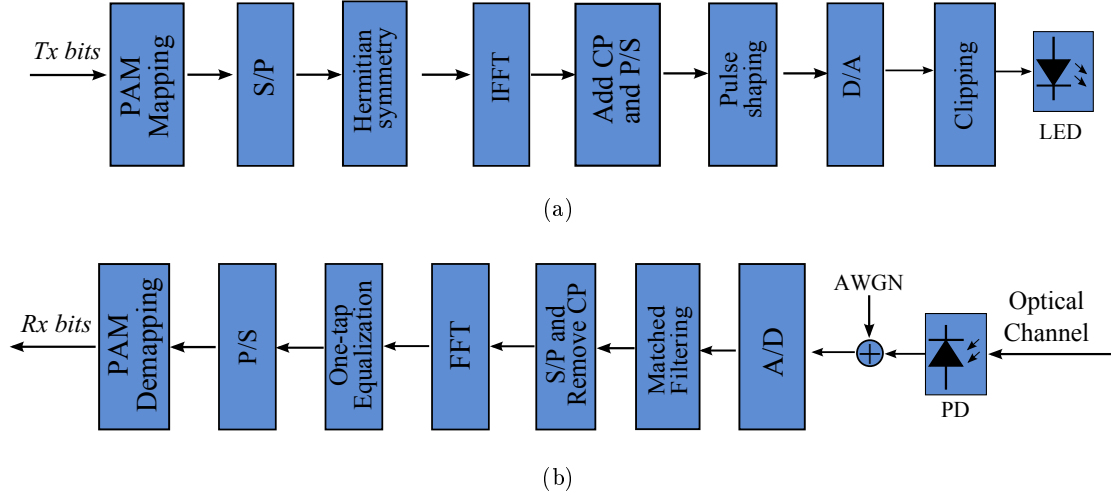 Tx bits
PAM
Mapping
S/P
Hermitian
symmetry
IFFT
Add CP
and P/S
Pulse
shaping
D/A
Clipping
LED
(a)
Rx bits
PAM
Demapping
P/S
One-tap
Equalization
FFT
S/P and
Remove CP
Matched
Filtering
A/D
AWGN
PD
Optical
Channel
(b)